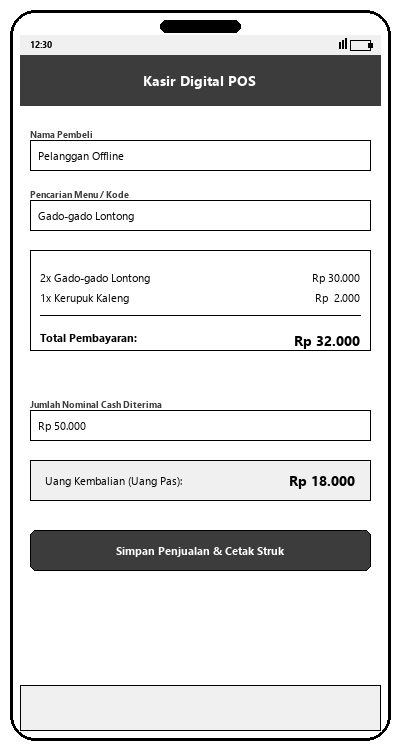 12:30
Kasir Digital POS
Nama Pembeli
Pelanggan Offline
Pencarian Menu / Kode
Gado-gado Lontong
2x Gado-gado Lontong Rp 30.000
1x Kerupuk Kaleng Rp 2.000
Total Pembayaran: Rp 32.000
Jumlah Nominal Cash Diterima
Rp 50.000
Uang Kembalian (Uang Pas): Rp 18.000
Simpan Penjualan & Cetak Struk